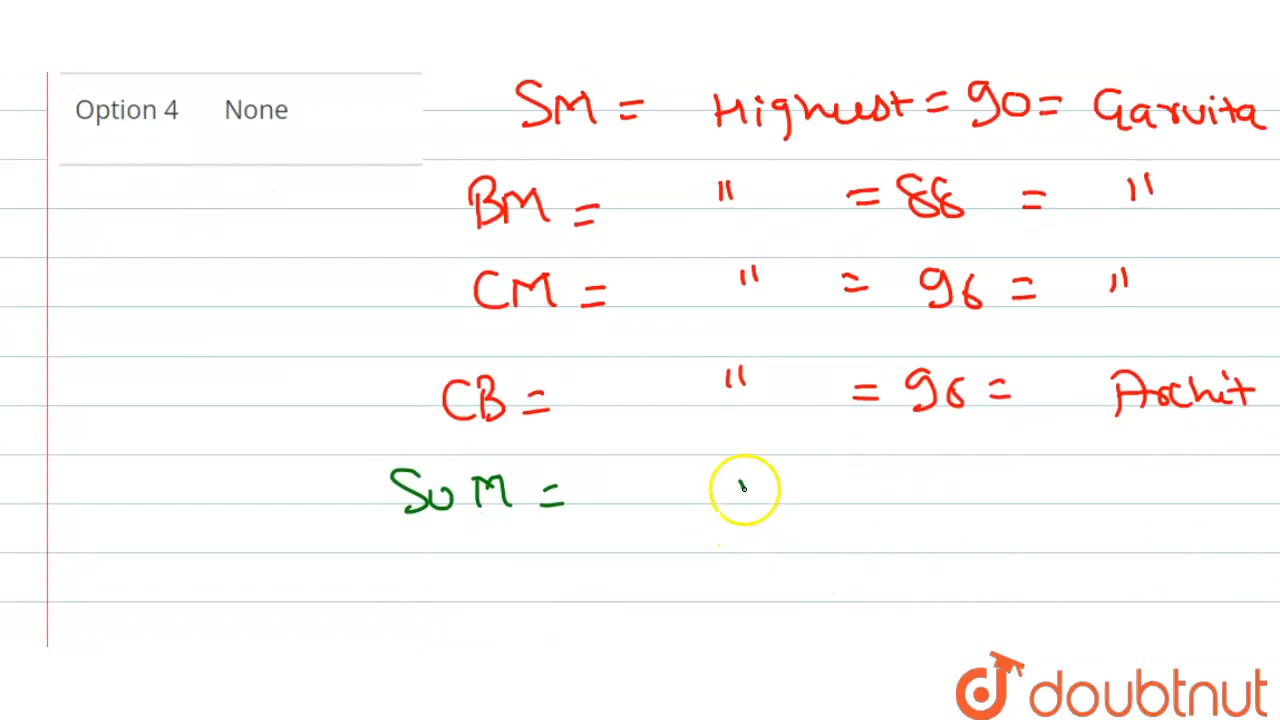 Option 4 None
SM = Highest = 90 = Garvita
BM = " = 88 = "
CM = " = 96 = "
CB = " = 96 = Archit
SUM =
doubtnut